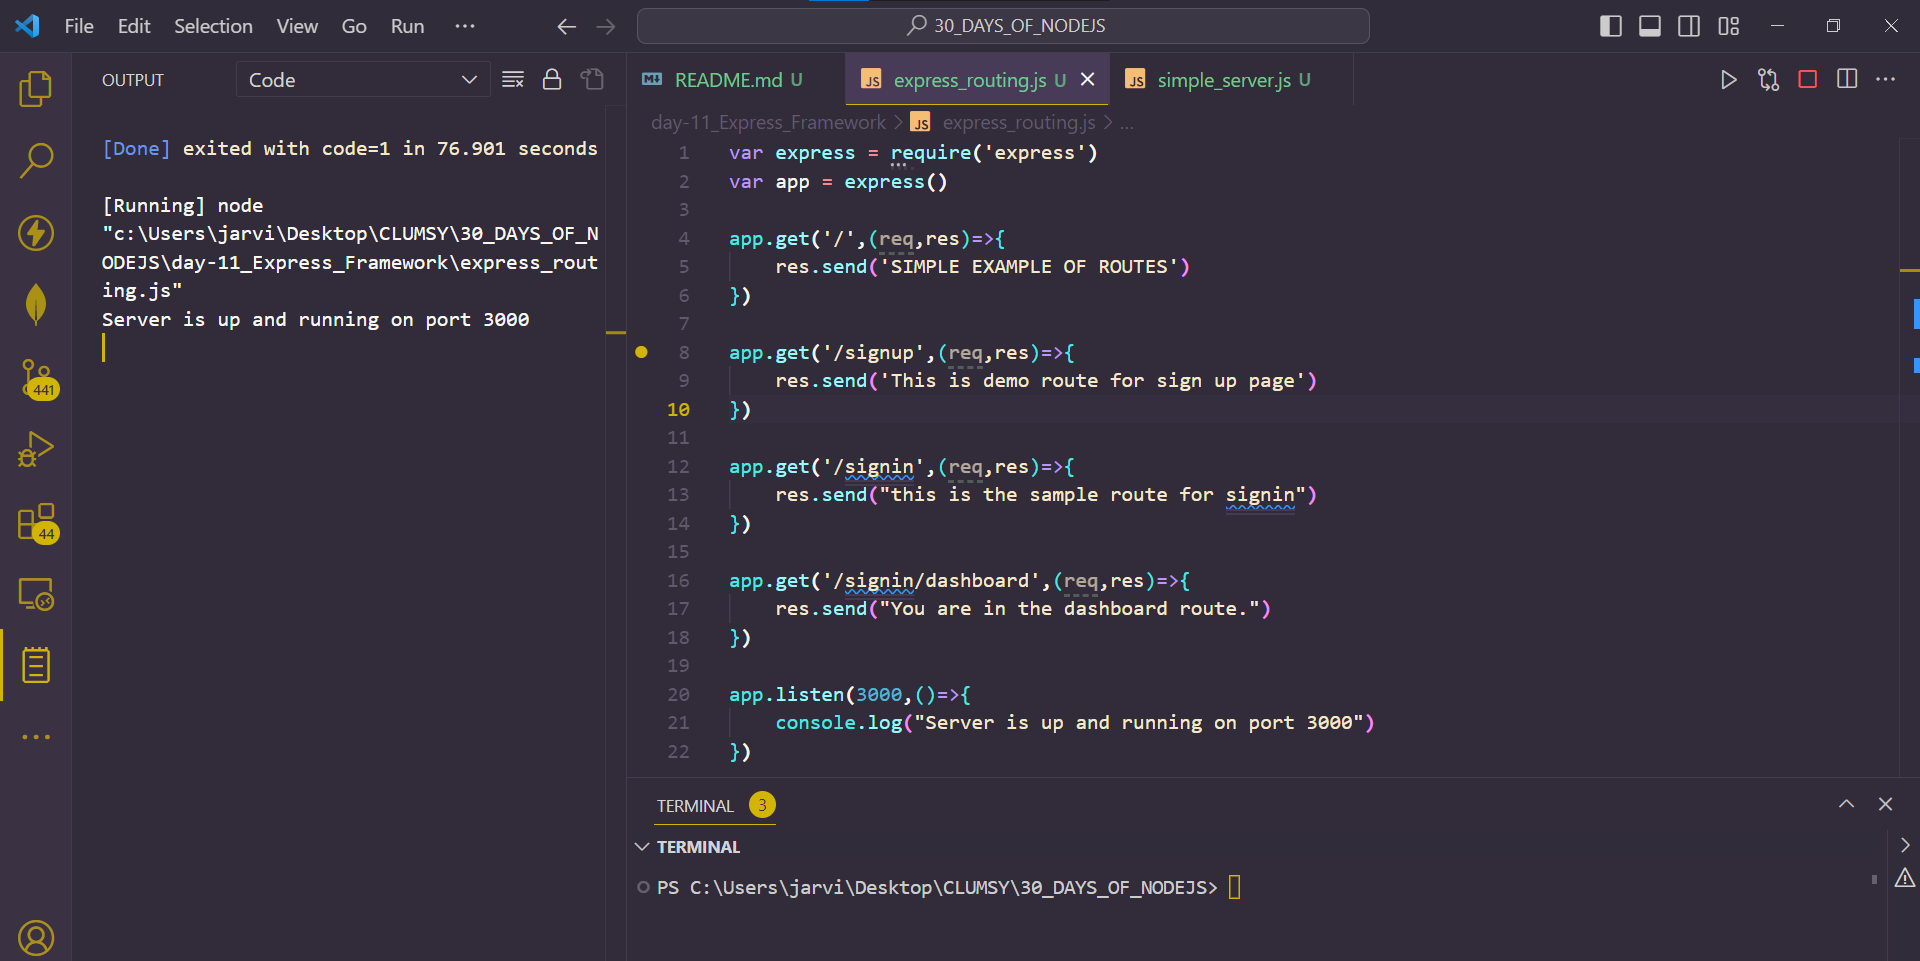 File Edit Selection View Go Run ··· 30_DAYS_OF_NODEJS
OUTPUT Code
README.md U express_routing.js U simple_server.js U
day-11_Express_Framework > express_routing.js > ...
[Done] exited with code=1 in 76.901 seconds
[Running] node
"c:\Users\jarvi\Desktop\CLUMSY\30_DAYS_OF_N
ODEJS\day-11_Express_Framework\express_rout
ing.js"
Server is up and running on port 3000
441
44
1 var express = require('express')
2 var app = express()
3
4 app.get('/',(req,res)=>{
5 res.send('SIMPLE EXAMPLE OF ROUTES')
6 })
7
8 app.get('/signup',(req,res)=>{
9 res.send('This is demo route for sign up page')
10 })
11
12 app.get('/signin',(req,res)=>{
13 res.send("this is the sample route for signin")
14 })
15
16 app.get('/signin/dashboard',(req,res)=>{
17 res.send("You are in the dashboard route.")
18 })
19
20 app.listen(3000,()=>{
21 console.log("Server is up and running on port 3000")
22 })
TERMINAL 3
TERMINAL
PS C:\Users\jarvi\Desktop\CLUMSY\30_DAYS_OF_NODEJS>